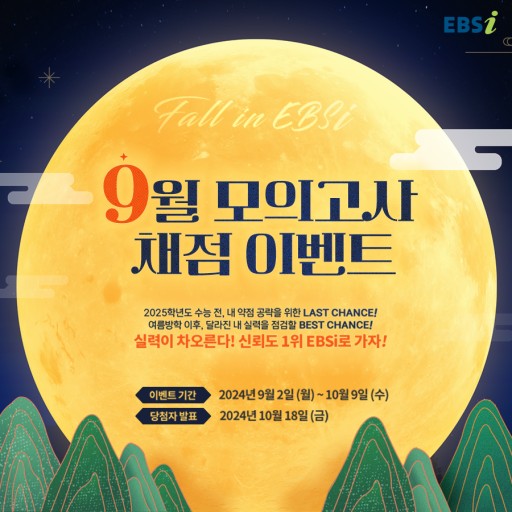 EBSi
Fall in EBSi
9월 모의고사
채점 이벤트
2025학년도 수능 전, 내 약점 공략을 위한 LAST CHANCE!
여름방학 이후, 달라진 내 실력을 점검할 BEST CHANCE!
실력이 차오른다! 신뢰도 1위 EBSi로 가자!
이벤트 기간 2024년 9월 2일 (월) ~ 10월 9일 (수)
당첨자 발표 2024년 10월 18일 (금)